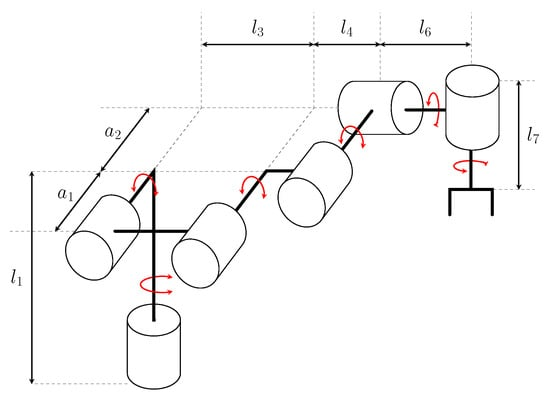 l₃ l₄ l₆
a₂
l₇
a₁
l₁